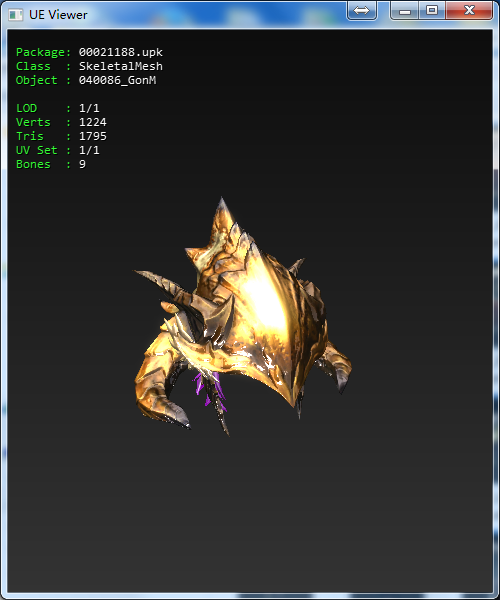 UE Viewer
Package: 00021188.upk
Class : SkeletalMesh
Object : 040086_GonM
LOD : 1/1
Verts : 1224
Tris : 1795
UV Set : 1/1
Bones : 9